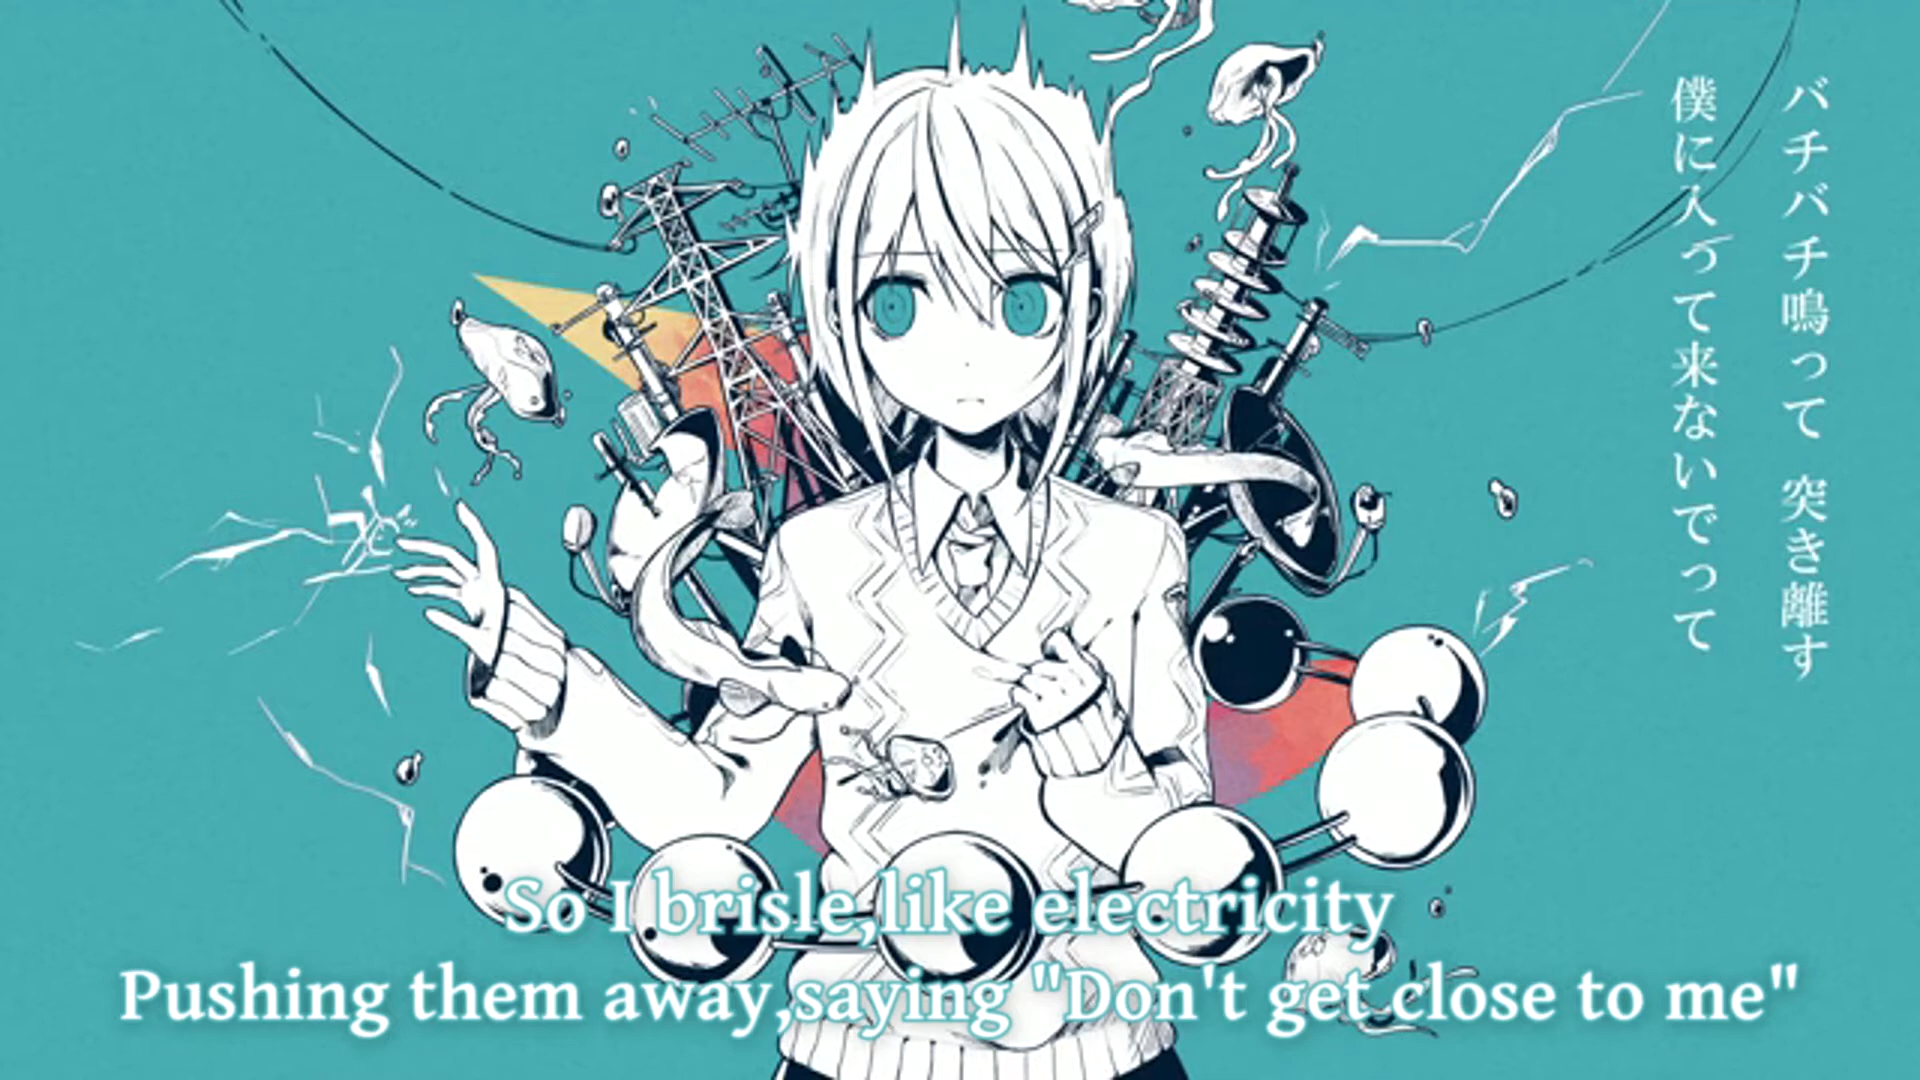 バチバチ鳴って 突き離す
僕に入って来ないでって
So I brisle,like electricity
Pushing them away,saying "Don't get close to me"